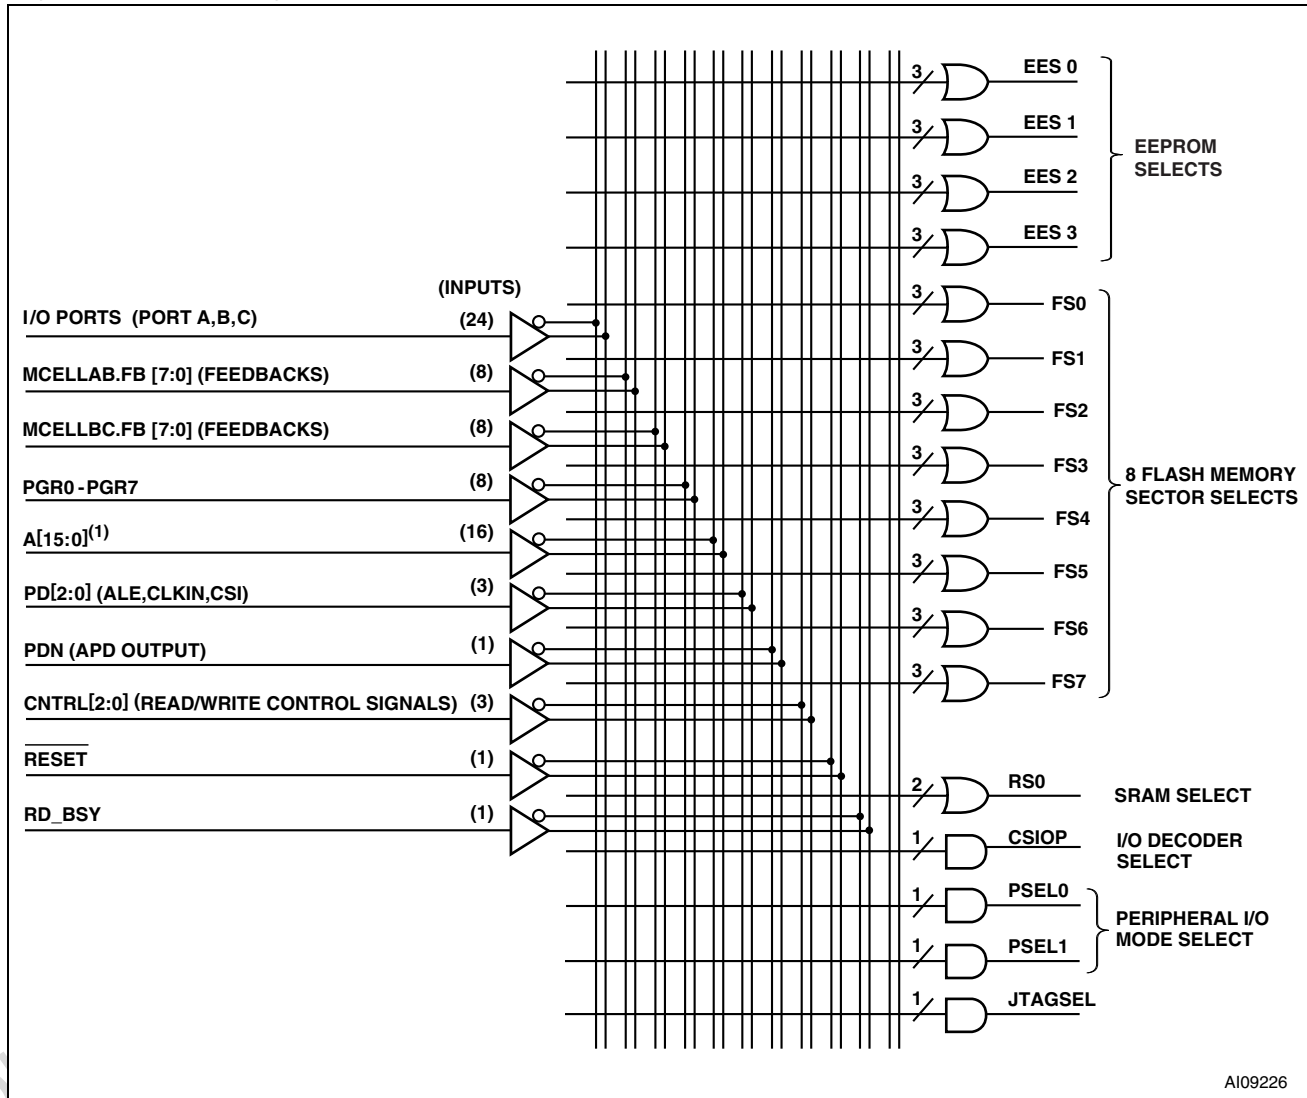 3 EES 0
3 EES 1
3 EES 2
3 EES 3
EEPROM
SELECTS
(INPUTS)
I/O PORTS (PORT A,B,C) (24)
MCELLAB.FB [7:0] (FEEDBACKS) (8)
MCELLBC.FB [7:0] (FEEDBACKS) (8)
PGR0 -PGR7 (8)
A[15:0](1) (16)
PD[2:0] (ALE,CLKIN,CSI) (3)
PDN (APD OUTPUT) (1)
CNTRL[2:0] (READ/WRITE CONTROL SIGNALS) (3)
RESET (1)
RD_BSY (1)
3 FS0
3 FS1
3 FS2
3 FS3
3 FS4
3 FS5
3 FS6
3 FS7
8 FLASH MEMORY
SECTOR SELECTS
2 RS0 SRAM SELECT
1 CSIOP I/O DECODER
SELECT
1 PSEL0
1 PSEL1
PERIPHERAL I/O
MODE SELECT
1 JTAGSEL
AI09226